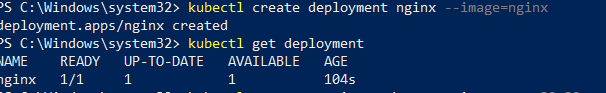 PS C:\Windows\system32> kubectl create deployment nginx --image=nginx
deployment.apps/nginx created
PS C:\Windows\system32> kubectl get deployment
NAME READY UP-TO-DATE AVAILABLE AGE
nginx 1/1 1 1 104s